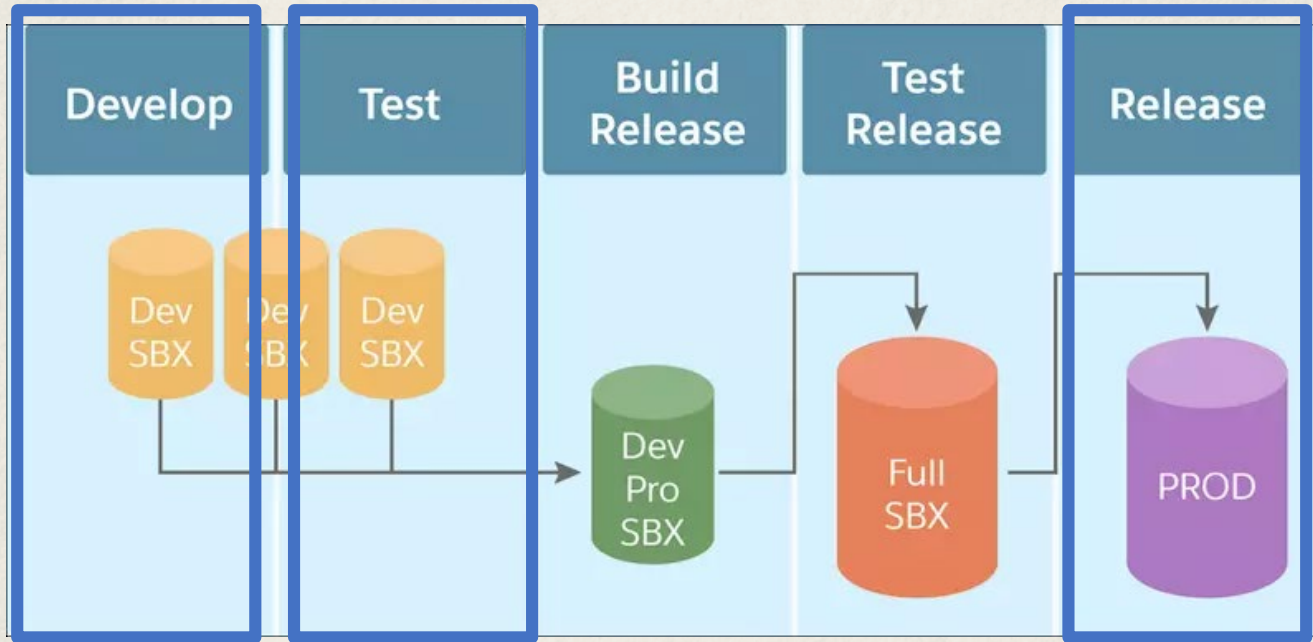 Develop
Test
Build
Release
Test
Release
Release
Dev
SBX
Dev
SBX
Dev
SBX
Dev
Pro
SBX
Full
SBX
PROD